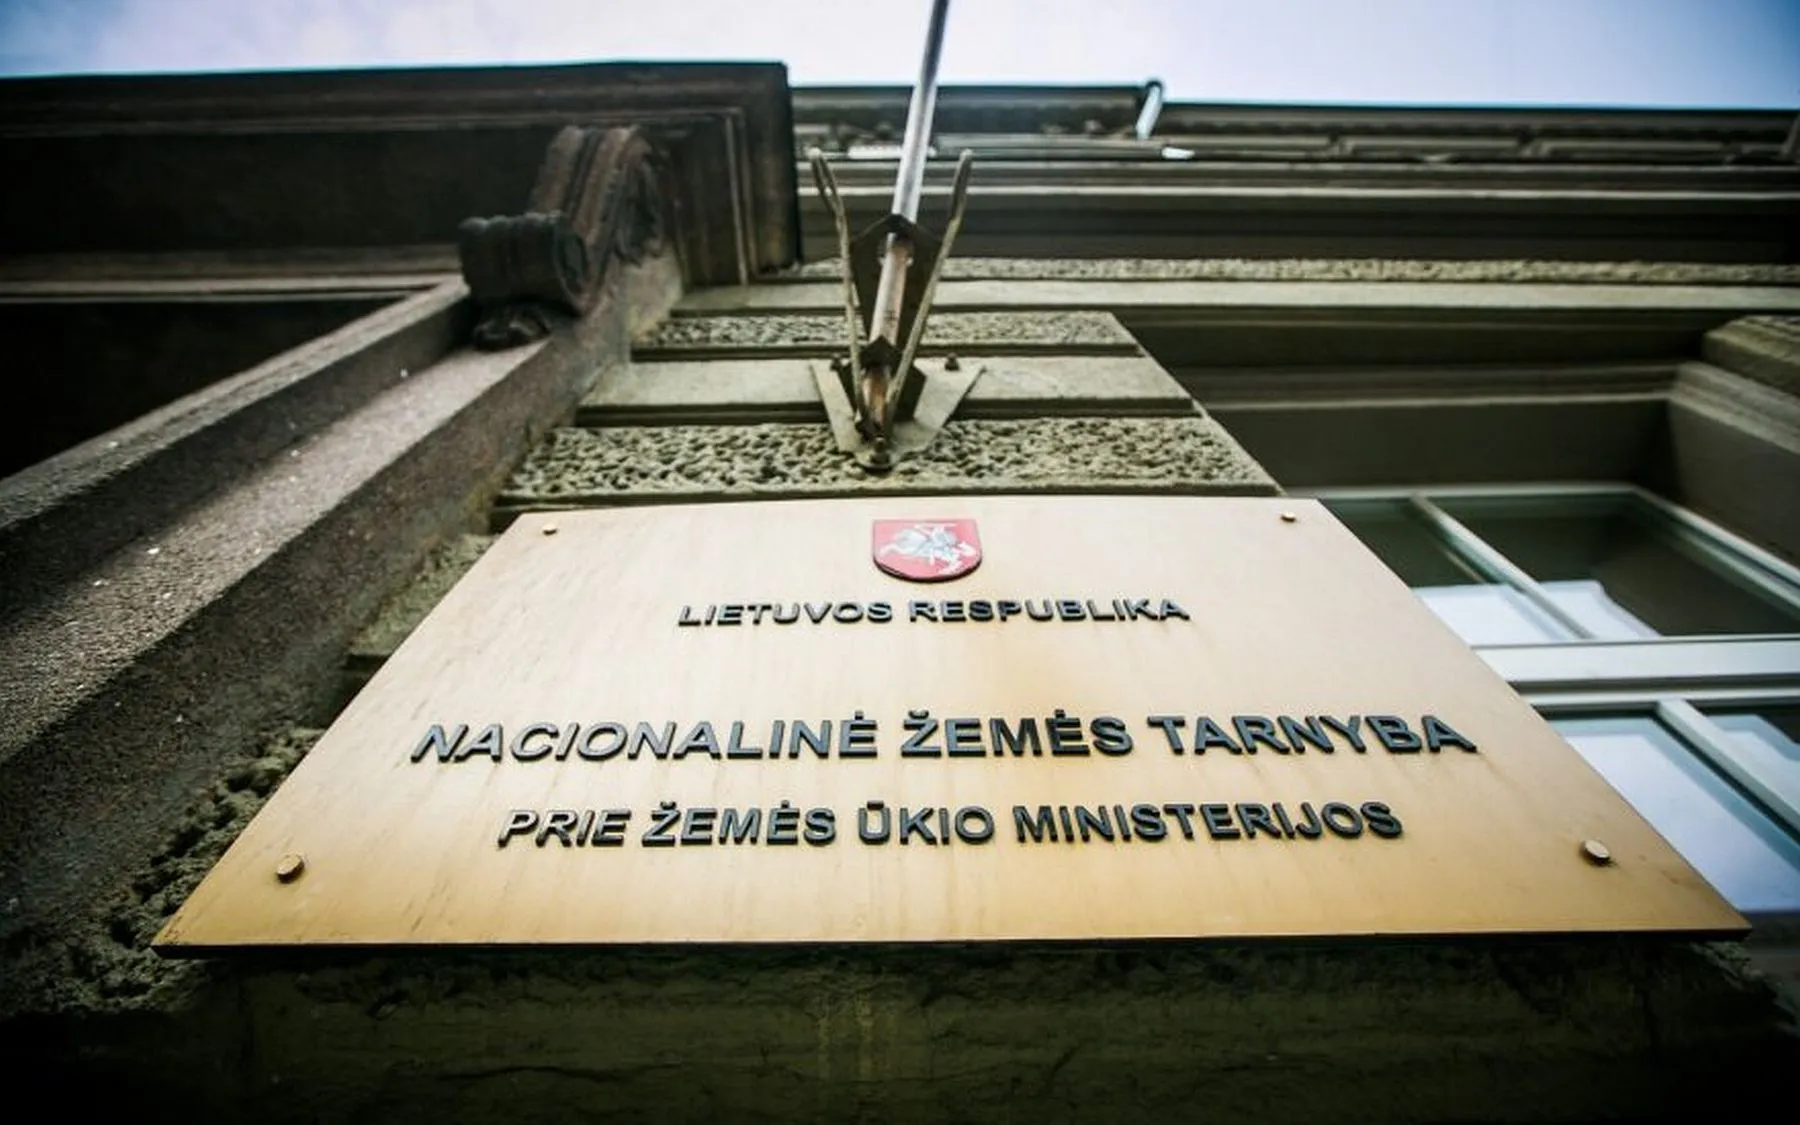 LIETUVOS RESPUBLIKA
NACIONALINĖ ŽEMĖS TARNYBA
PRIE ŽEMĖS ŪKIO MINISTERIJOS